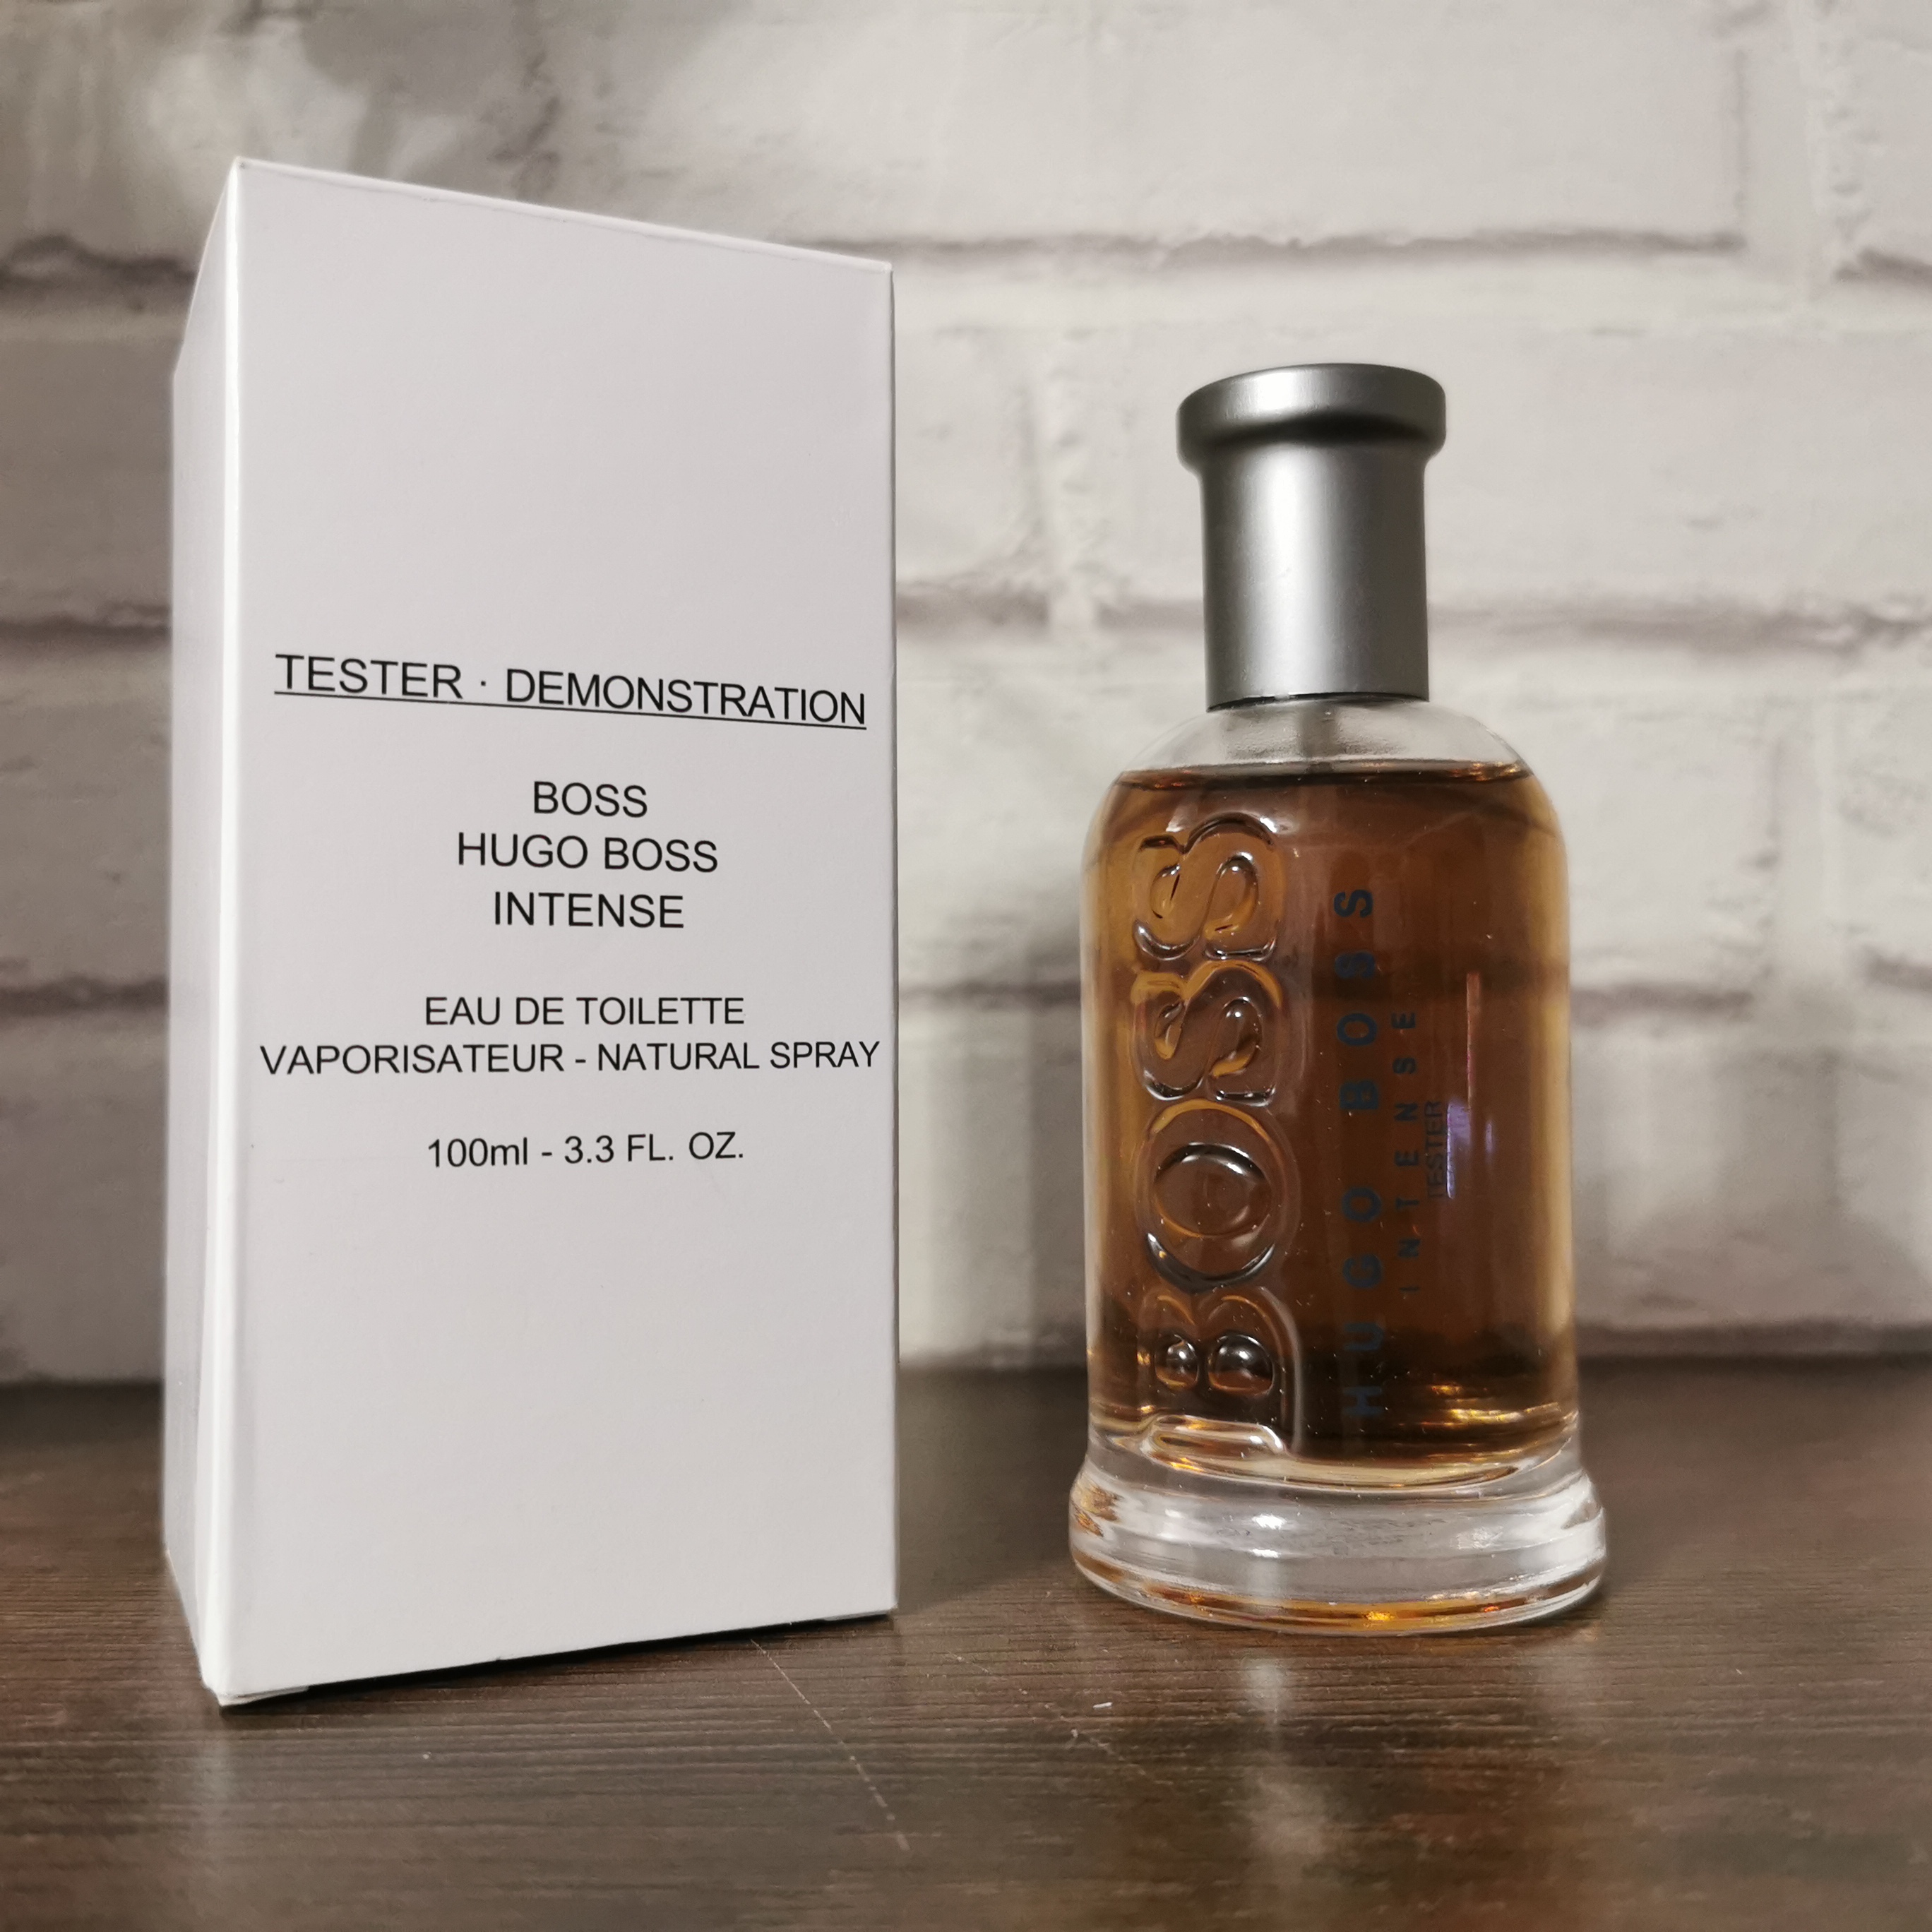 TESTER · DEMONSTRATION
BOSS
HUGO BOSS
INTENSE
EAU DE TOILETTE
VAPORISATEUR - NATURAL SPRAY
100ml - 3.3 FL. OZ.
BOSS
HUGO BOSS
INTENSE
TESTER